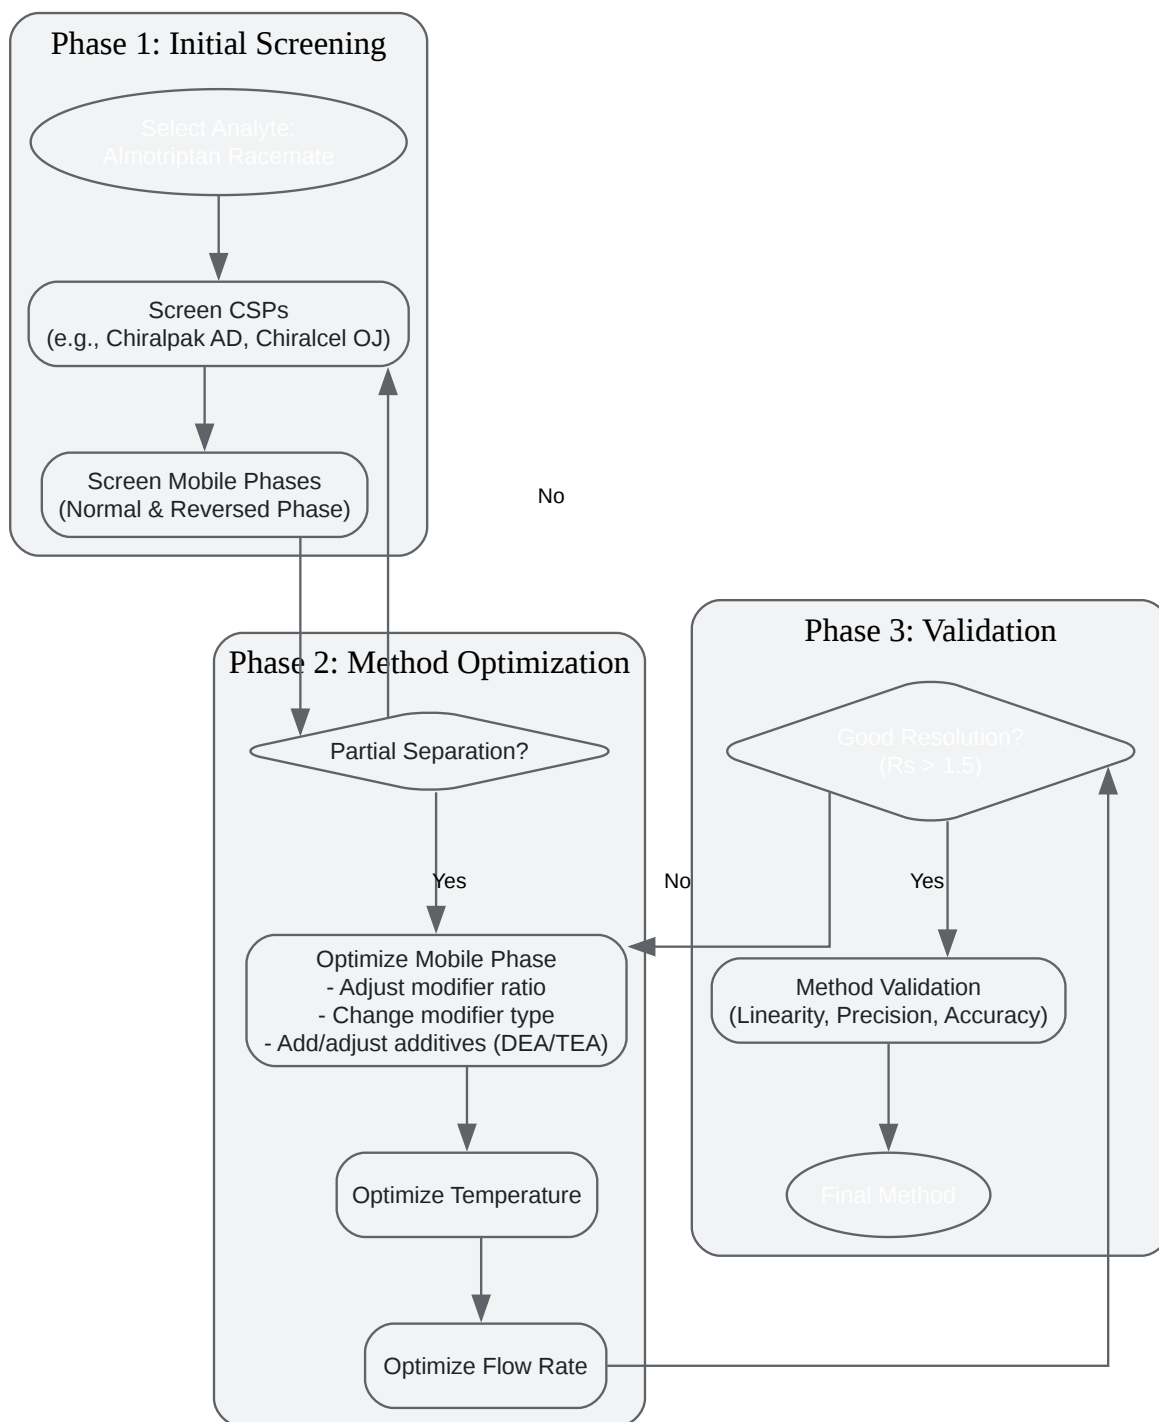 Phase 1: Initial Screening
Select Analyte:
Almotriptan Racemate
Screen CSPs
(e.g., Chiralpak AD, Chiralcel OJ)
Screen Mobile Phases
(Normal & Reversed Phase)
No
Phase 2: Method Optimization
Partial Separation?
Yes
Optimize Mobile Phase
- Adjust modifier ratio
- Change modifier type
- Add/adjust additives (DEA/TEA)
Optimize Temperature
Optimize Flow Rate
Phase 3: Validation
Good Resolution?
(Rs > 1.5)
No
Yes
Method Validation
(Linearity, Precision, Accuracy)
Final Method